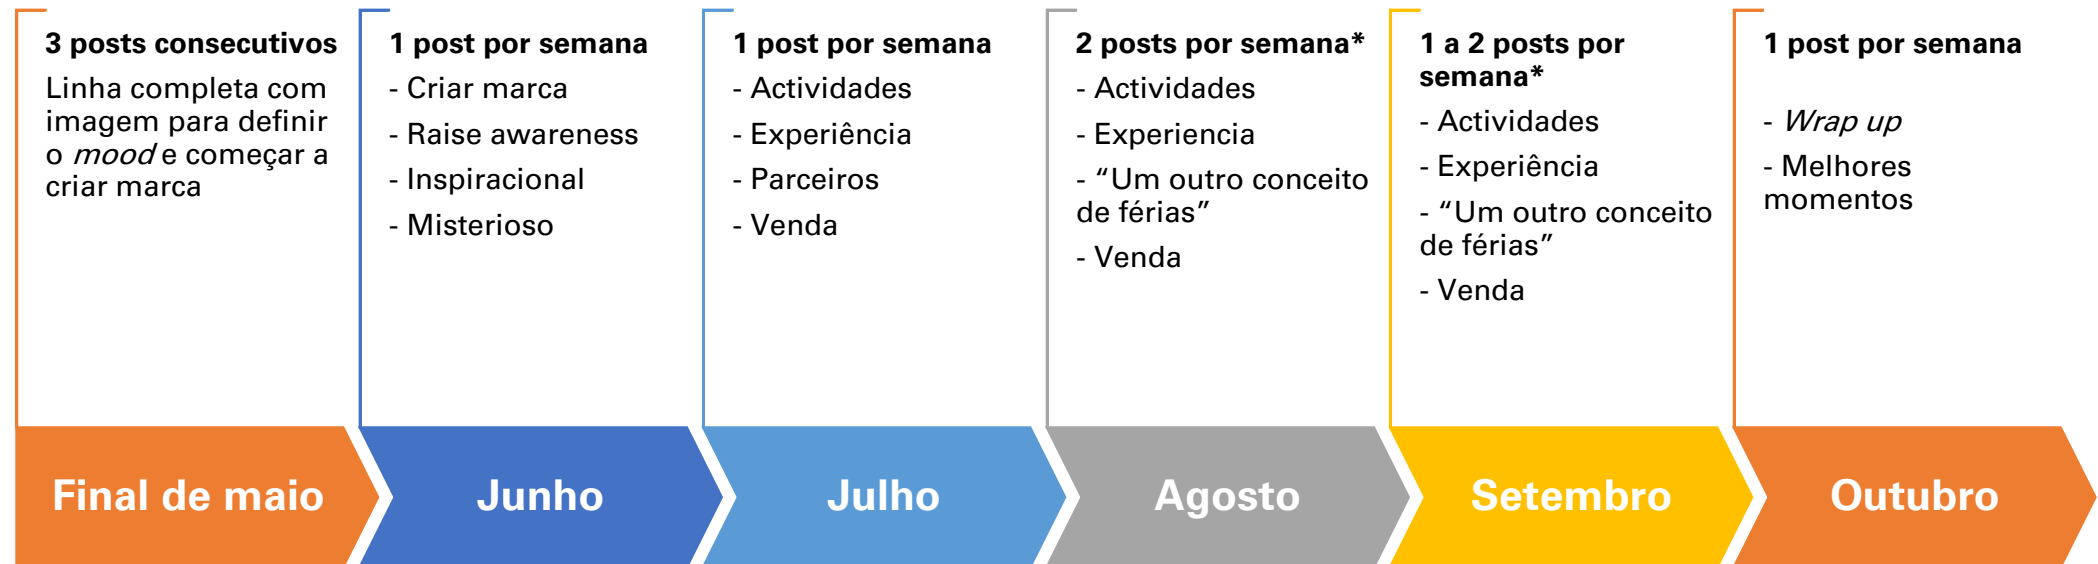 3 posts consecutivos
Linha completa com
imagem para definir
o mood e começar a
criar marca
1 post por semana
- Criar marca
- Raise awareness
- Inspiracional
- Misterioso
1 post por semana
- Actividades
- Experiência
- Parceiros
- Venda
2 posts por semana*
- Actividades
- Experiencia
- “Um outro conceito
de férias”
- Venda
1 a 2 posts por
semana*
- Actividades
- Experiência
- “Um outro conceito
de férias”
- Venda
1 post por semana
- Wrap up
- Melhores
momentos
Final de maio
Junho
Julho
Agosto
Setembro
Outubro